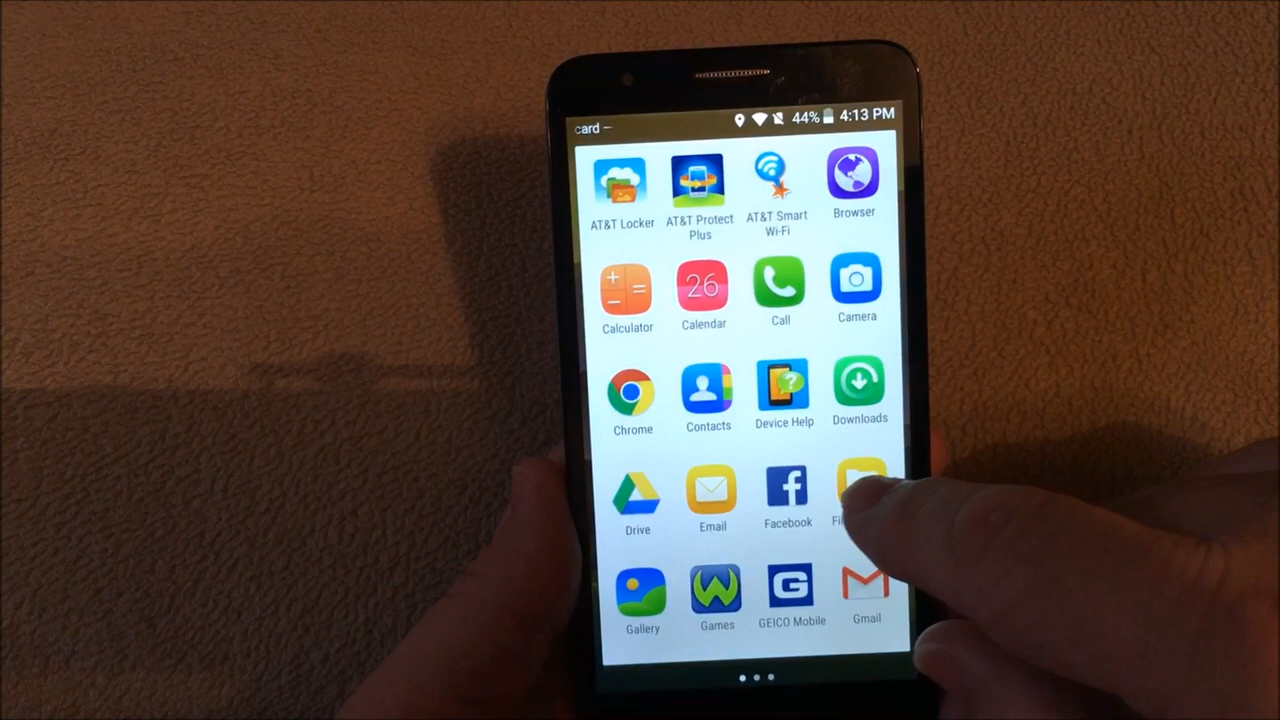 card –
44% 4:13 PM
AT&T Locker
AT&T Protect
Plus
AT&T Smart
Wi-Fi
Browser
+
=
–
26
Calculator
Calendar
Call
Camera
?
Chrome
Contacts
Device Help
Downloads
f
Drive
Email
Facebook
W
G
Gallery
Games
GEICO Mobile
Gmail